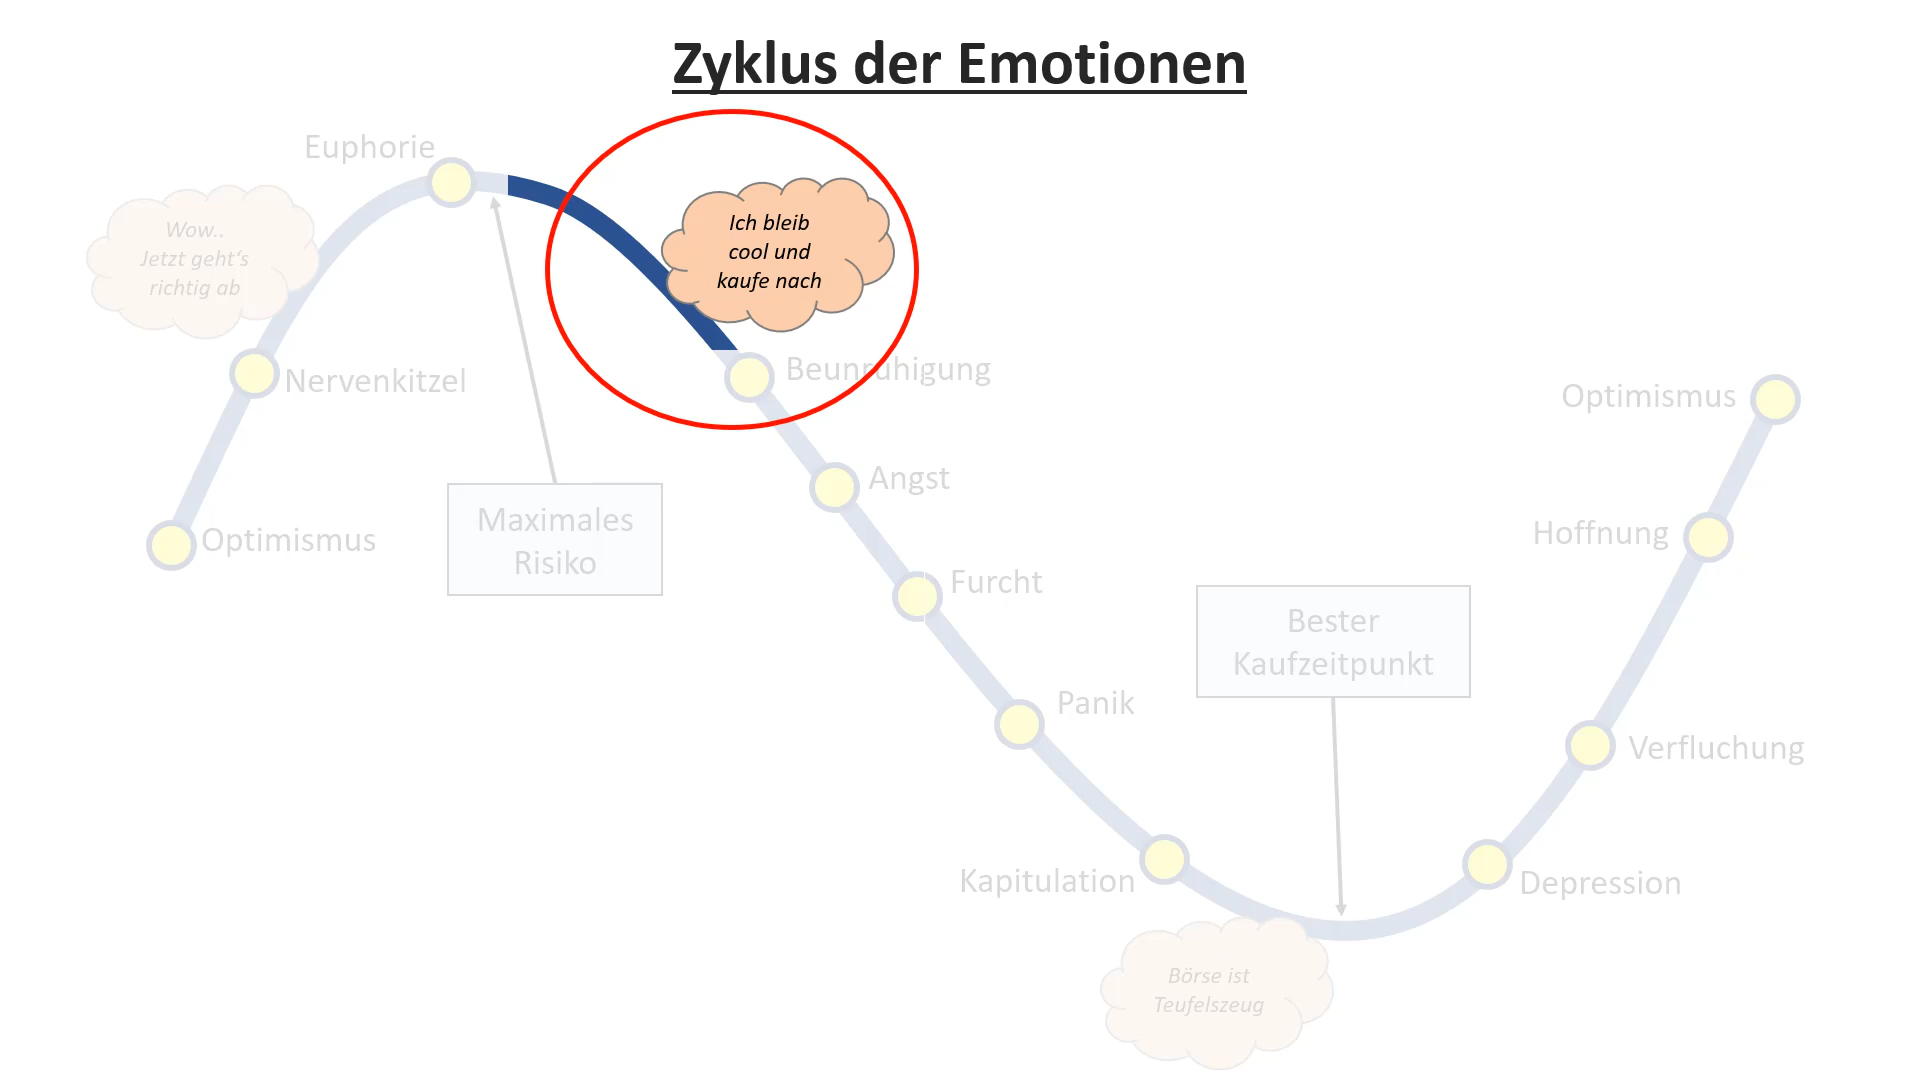 Zyklus der Emotionen
Euphorie
Wow..
Jetzt geht's
richtig ab
Ich bleib
cool und
kaufe nach
Nervenkitzel
Beunruhigung
Optimismus
Optimismus
Angst
Maximales
Risiko
Hoffnung
Furcht
Bester
Kaufzeitpunkt
Panik
Verfluchung
Kapitulation
Depression
Börse ist
Teufelszeug